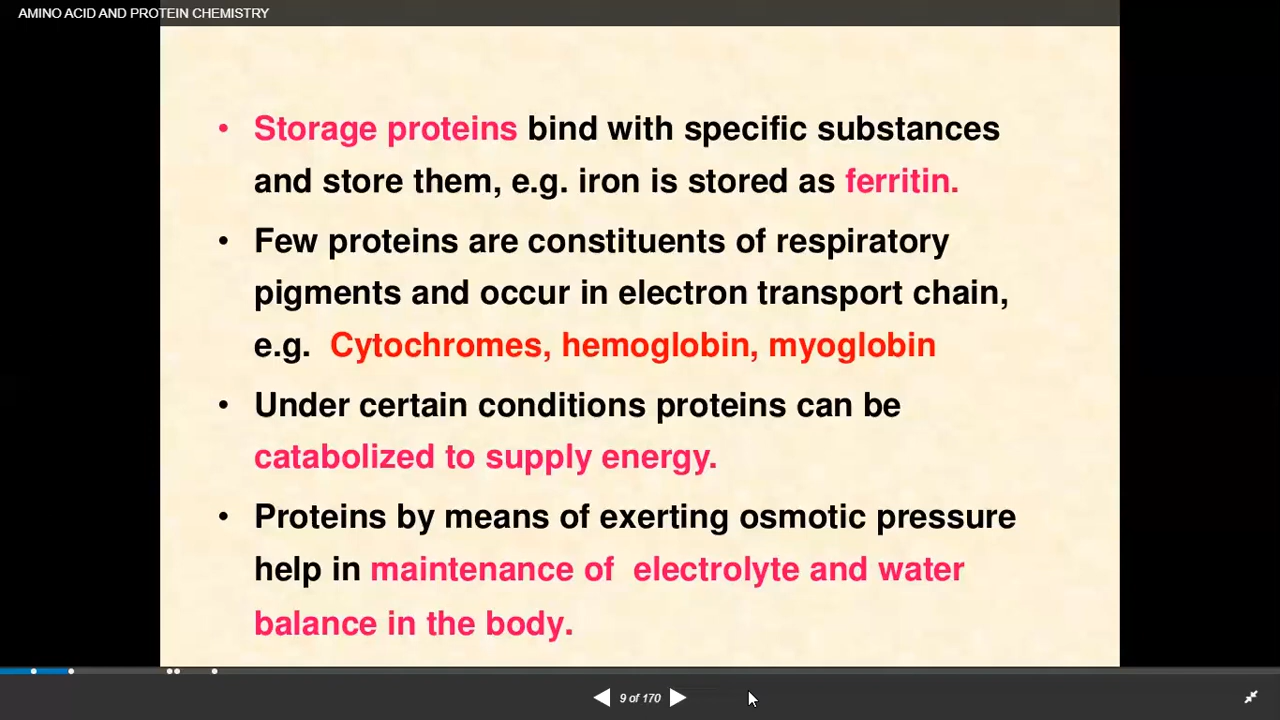 AMINO ACID AND PROTEIN CHEMISTRY
• Storage proteins bind with specific substances
and store them, e.g. iron is stored as ferritin.
• Few proteins are constituents of respiratory
pigments and occur in electron transport chain,
e.g. Cytochromes, hemoglobin, myoglobin
• Under certain conditions proteins can be
catabolized to supply energy.
• Proteins by means of exerting osmotic pressure
help in maintenance of electrolyte and water
balance in the body.
9 of 170